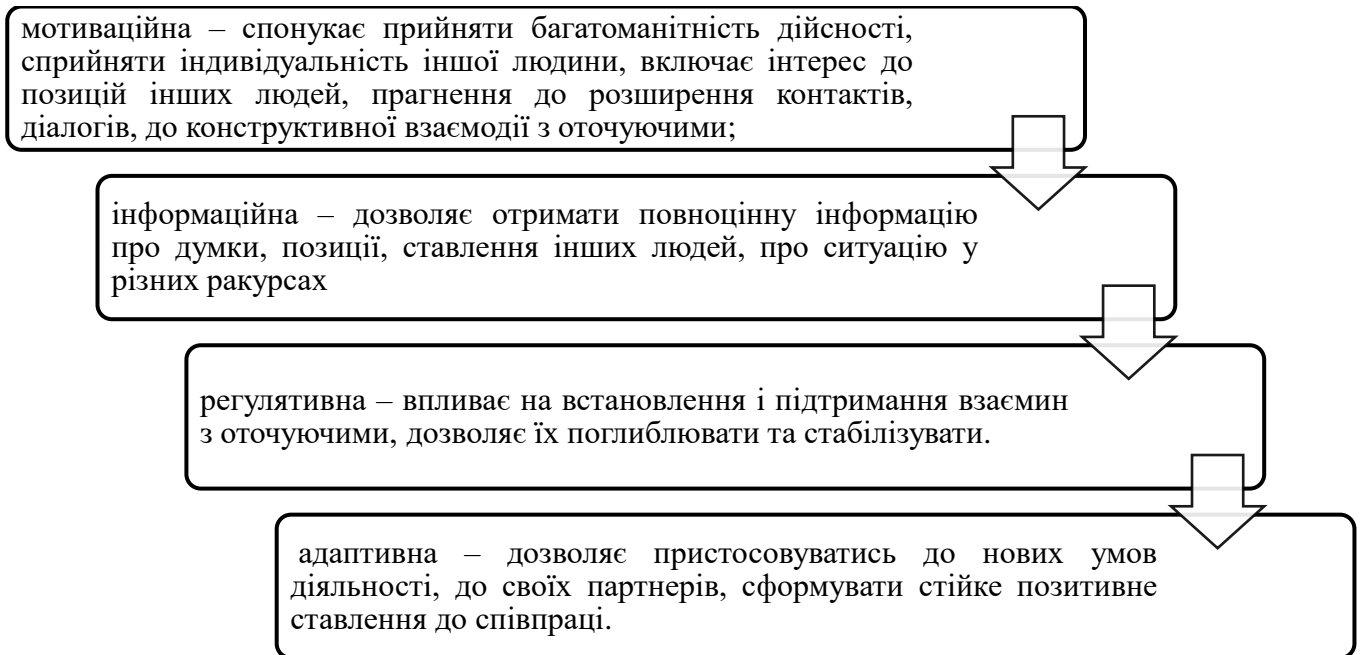 мотиваційна – спонукає прийняти багатоманітність дійсності,
сприйняти індивідуальність іншої людини, включає інтерес до
позицій інших людей, прагнення до розширення контактів,
діалогів, до конструктивної взаємодії з оточуючими;
інформаційна – дозволяє отримати повноцінну інформацію
про думки, позиції, ставлення інших людей, про ситуацію у
різних ракурсах
регулятивна – впливає на встановлення і підтримання взаємин
з оточуючими, дозволяє їх поглиблювати та стабілізувати.
адаптивна – дозволяє пристосовуватись до нових умов
діяльності, до своїх партнерів, сформувати стійке позитивне
ставлення до співпраці.